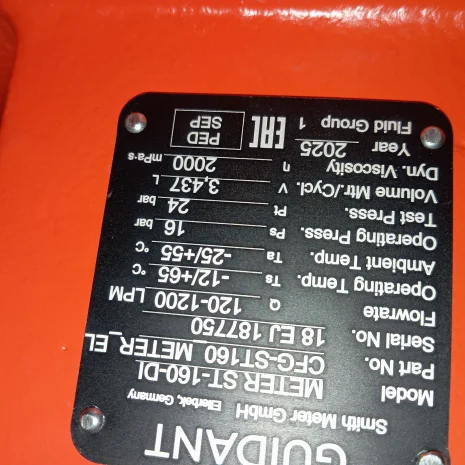 GUIDANT
Smith Meter GmbH Ellerbek, Germany
Model METER ST-160-DL
Part No. CFG-ST160_METER_EL
Serial No. 18 EJ 187750
Flowrate Q 120-1200 LPM
Operating Temp. Ts -12/+65 °C
Ambient Temp. Ta -25/+55 °C
Operating Press. Ps 16 bar
Test Press. Pt 24 bar
Volume Mtr./Cycl. V 3,437 L
Dyn. Viscosity η 2000 mPa*s
Year 2025
Fluid Group 1 EAC PED SEP